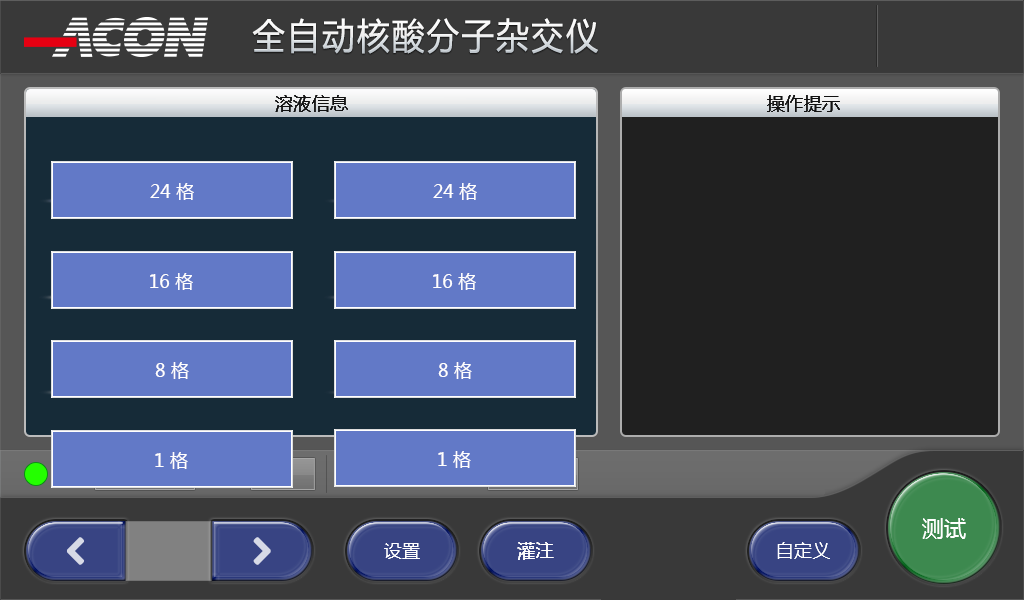 ACON
全自动核酸分子杂交仪
溶液信息
操作提示
24 格
24 格
16 格
16 格
8 格
8 格
1 格
1 格
设置
灌注
自定义
测试